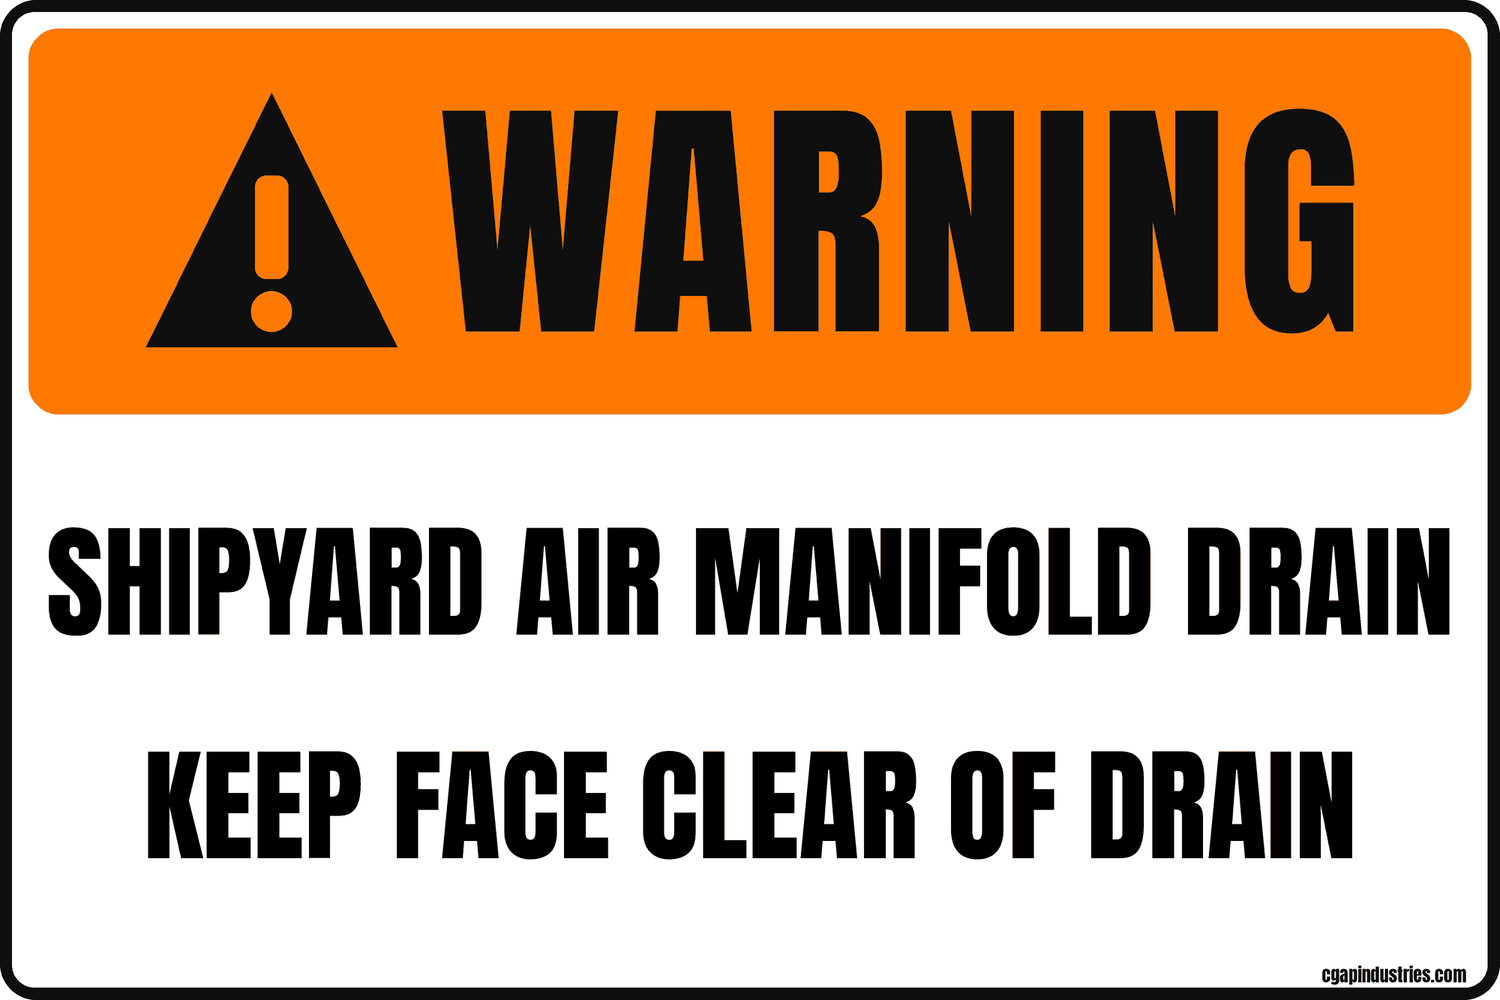 WARNING
SHIPYARD AIR MANIFOLD DRAIN
KEEP FACE CLEAR OF DRAIN
cgapindustries.com